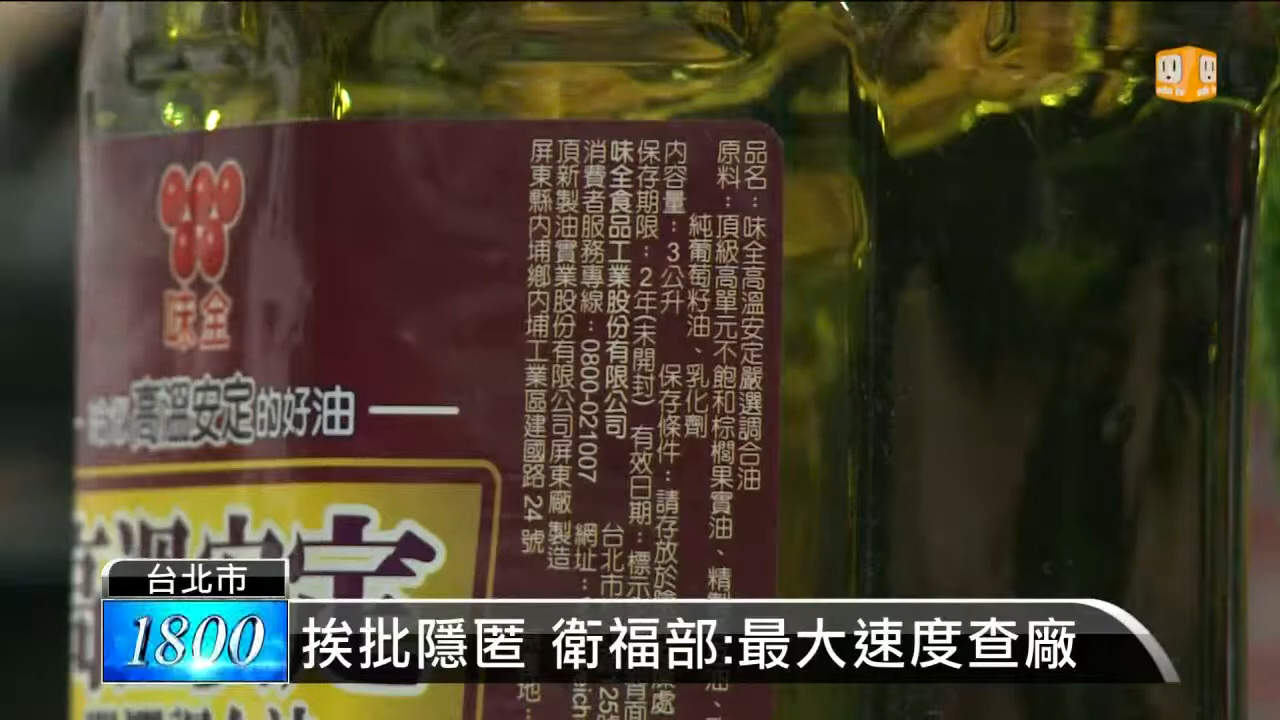 品名：味全高溫安定嚴選調合油
原料：頂級高單元不飽和棕櫚果實油、精製
純葡萄籽油、乳化劑
內容量：3公升 保存條件：請存放於陰
保存期限：2年(未開封) 有效日期：標示
味全食品工業股份有限公司 台北市
消費者服務專線：0800-021007 網址：
頂新製油實業股份有限公司屏東廠 製造
屏東縣內埔鄉內埔工業區建國路24號
味全
高溫安定的好油
台北市
1800
挨批隱匿 衛福部:最大速度查廠